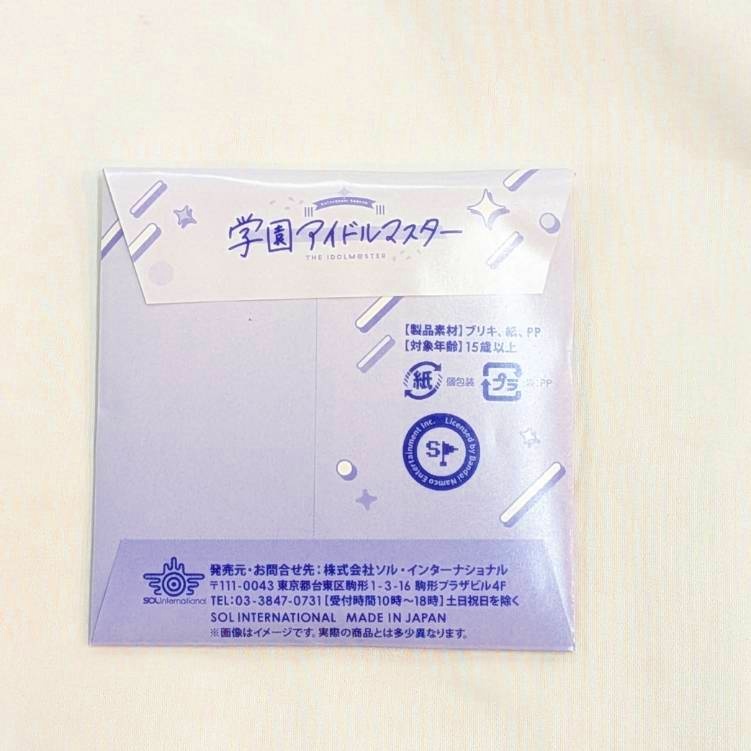 学園アイドルマスター
THE IDOLM@STER
【製品素材】ブリキ、紙、PP
【対象年齢】15歳以上
紙 個包装 プラ 袋:PP
Licensed by Bandai Namco Entertainment Inc.
SOL International
発売元・お問合せ先:株式会社ソル・インターナショナル
〒111-0043 東京都台東区駒形1-3-16 駒形プラザビル4F
TEL:03-3847-0731【受付時間10時〜18時】土日祝日を除く
SOL INTERNATIONAL MADE IN JAPAN
※画像はイメージです。実際の商品とは多少異なります。